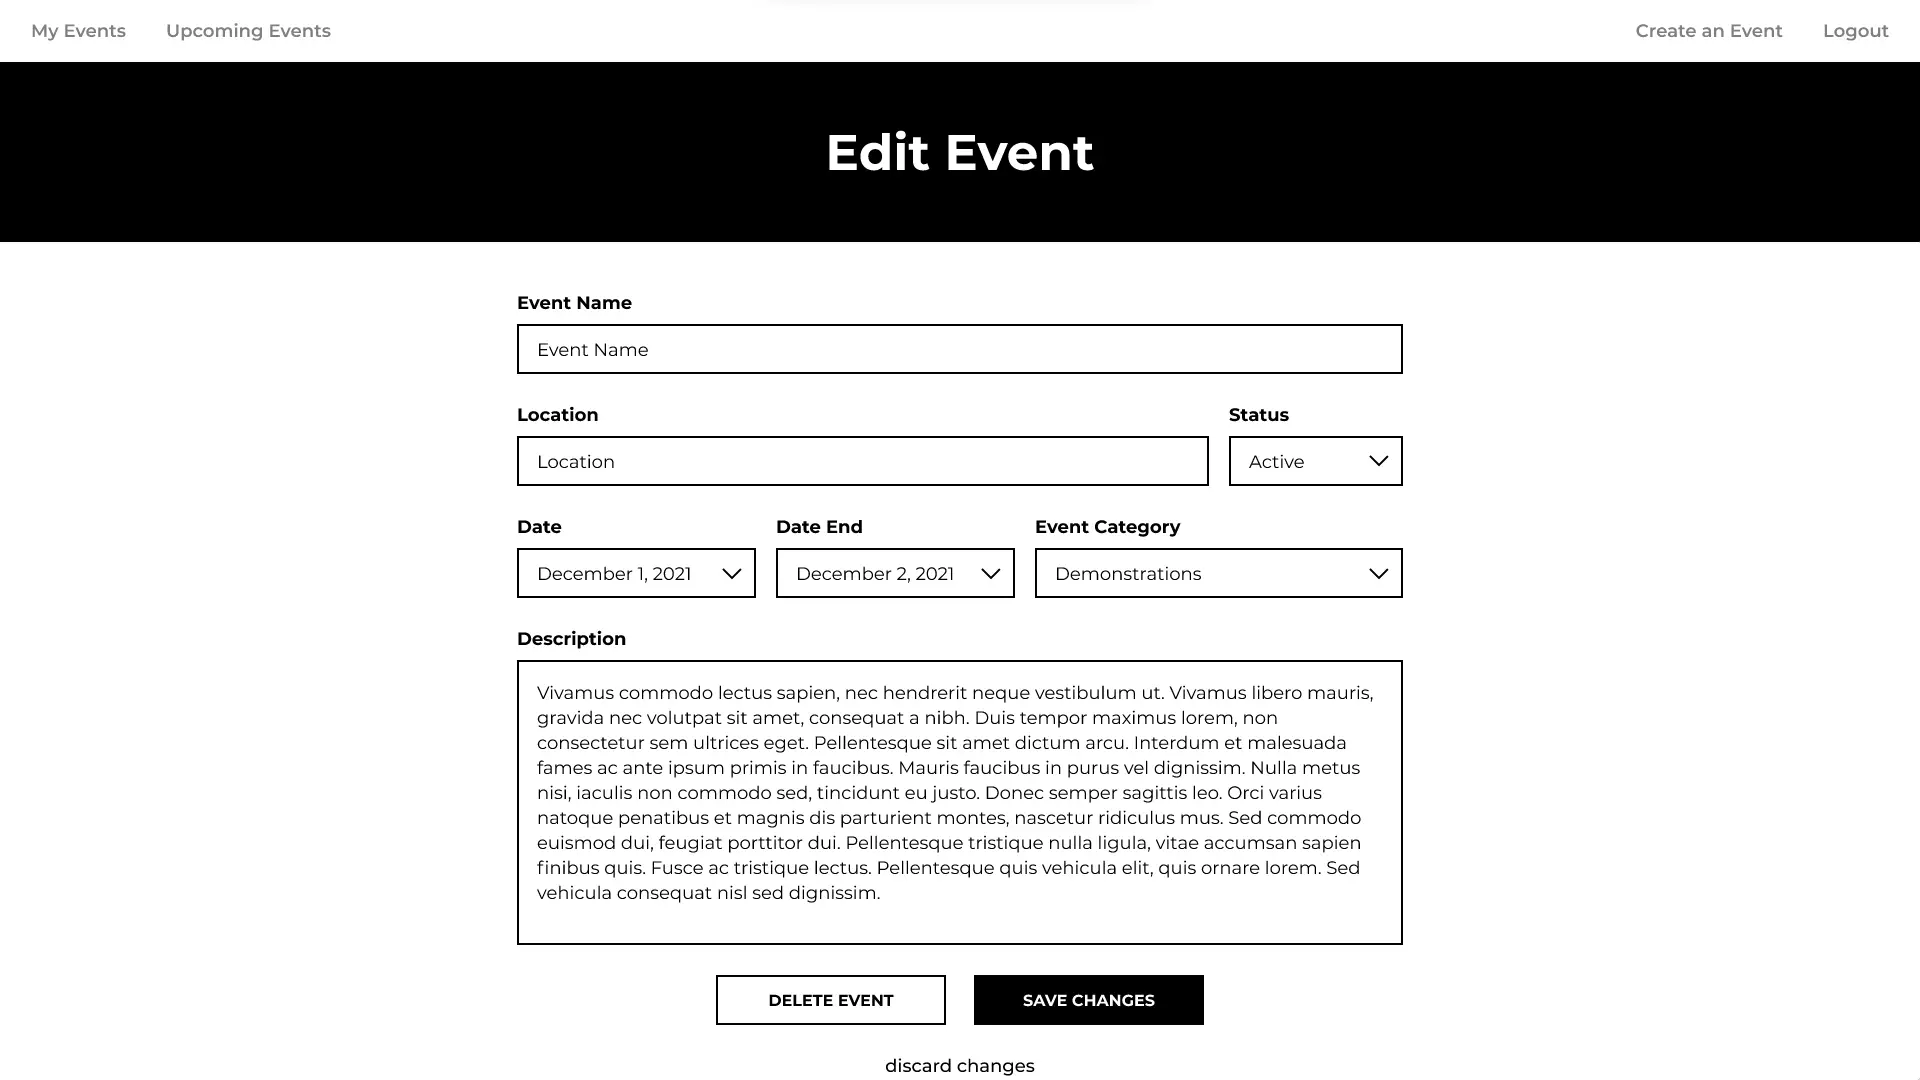 My Events
Upcoming Events
Create an Event
Logout
Edit Event
Event Name
Event Name
Location
Location
Status
Active
Date
December 1, 2021
Date End
December 2, 2021
Event Category
Demonstrations
Description
Vivamus commodo lectus sapien, nec hendrerit neque vestibulum ut. Vivamus libero mauris,
gravida nec volutpat sit amet, consequat a nibh. Duis tempor maximus lorem, non
consectetur sem ultrices eget. Pellentesque sit amet dictum arcu. Interdum et malesuada
fames ac ante ipsum primis in faucibus. Mauris faucibus in purus vel dignissim. Nulla metus
nisi, iaculis non commodo sed, tincidunt eu justo. Donec semper sagittis leo. Orci varius
natoque penatibus et magnis dis parturient montes, nascetur ridiculus mus. Sed commodo
euismod dui, feugiat porttitor dui. Pellentesque tristique nulla ligula, vitae accumsan sapien
finibus quis. Fusce ac tristique lectus. Pellentesque quis vehicula elit, quis ornare lorem. Sed
vehicula consequat nisl sed dignissim.
DELETE EVENT
SAVE CHANGES
discard changes